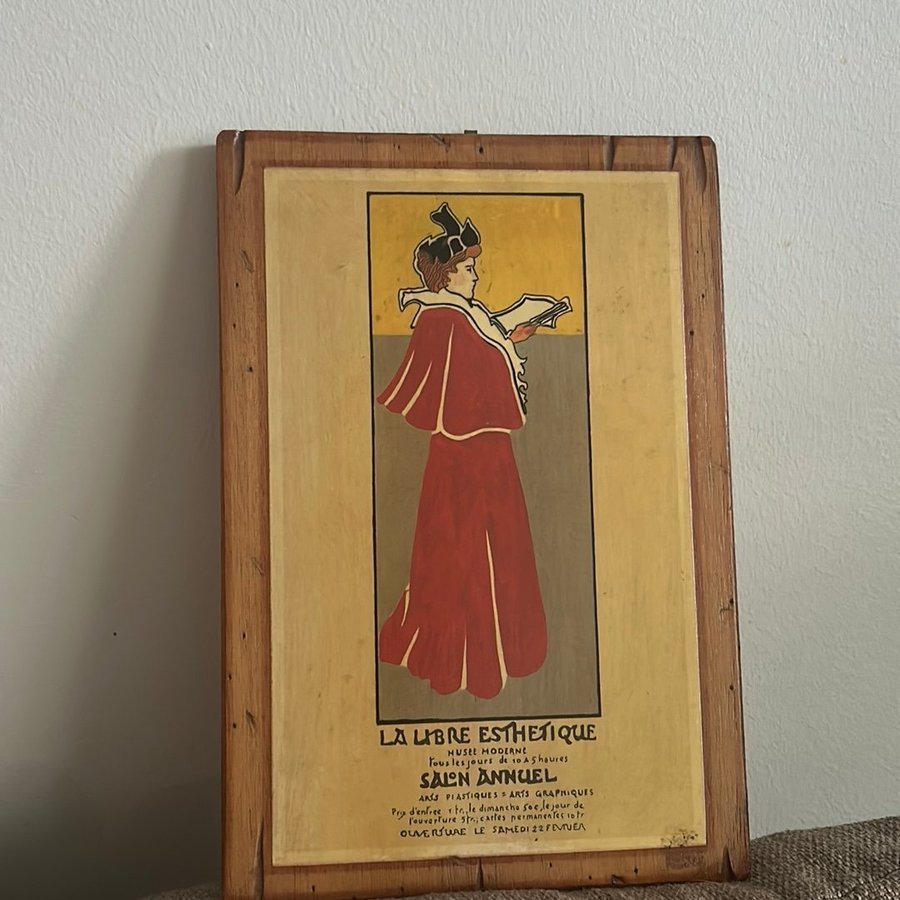 LA LIBRE ESTHETIQUE
MUSEE MODERNE
tous les jours de 10 A 5 heures
SALON ANNUEL
ARTS PLASTIQUES = ARTS GRAPHIQUES
Prix d'entree 1 fr, le dimanche 50 c, le jour de
l'ouverture 5 fr, cartes permanentes 10 fr
OUVERTURE LE SAMEDI 22 FEVRIER